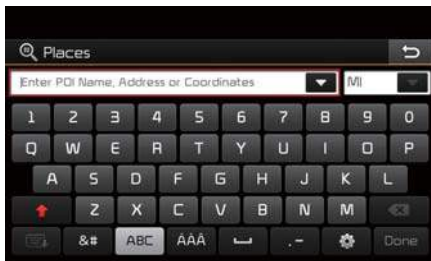 Places
Enter POI Name, Address or Coordinates MI
1 2 3 4 5 6 7 8 9 0
Q W E R T Y U I O P
A S D F G H J K L
Z X C V B N M
&# ABC ÁÄÂ .- Done